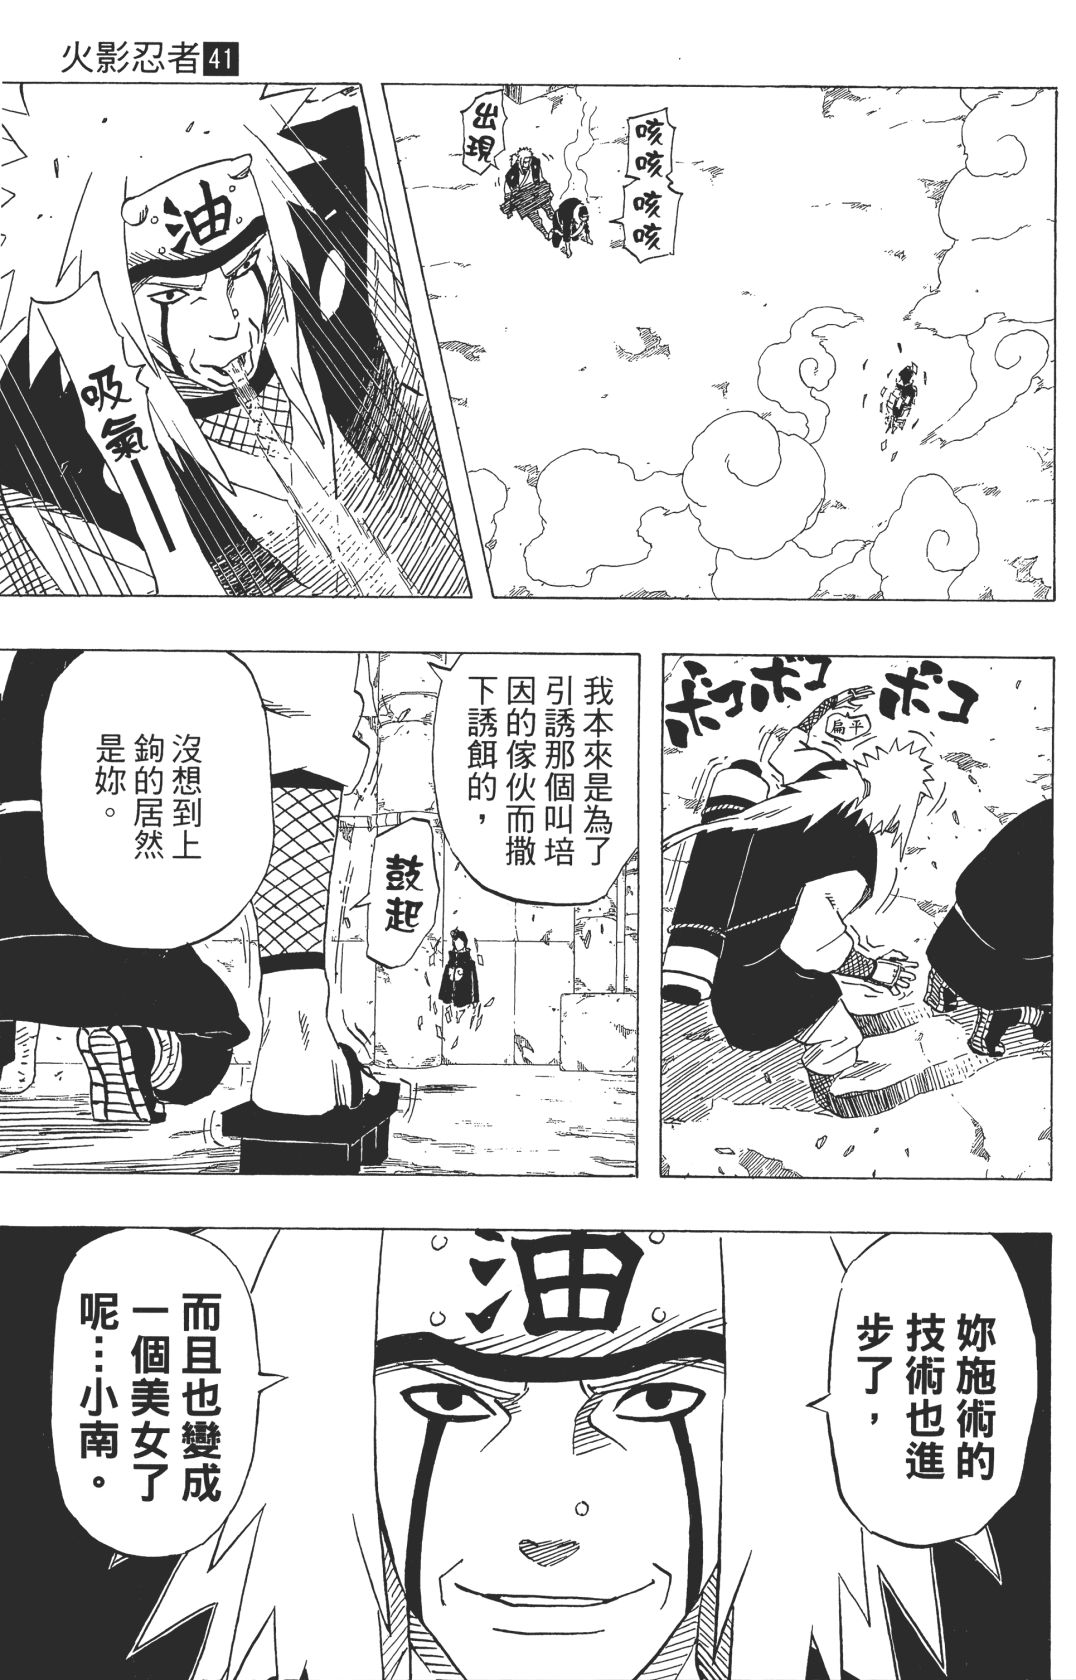 火影忍者41
咳咳咳咳
出現
油
吸氣—
ボコ
ボコ
ボコ
扁平
我本來是為了
引誘那個叫培
因的傢伙而撒
下誘餌的，
鼓起
沒想到上
鉤的居然
是妳。
油
妳施術的
技術也進
步了，
而且也變成
一個美女了
呢…小南。